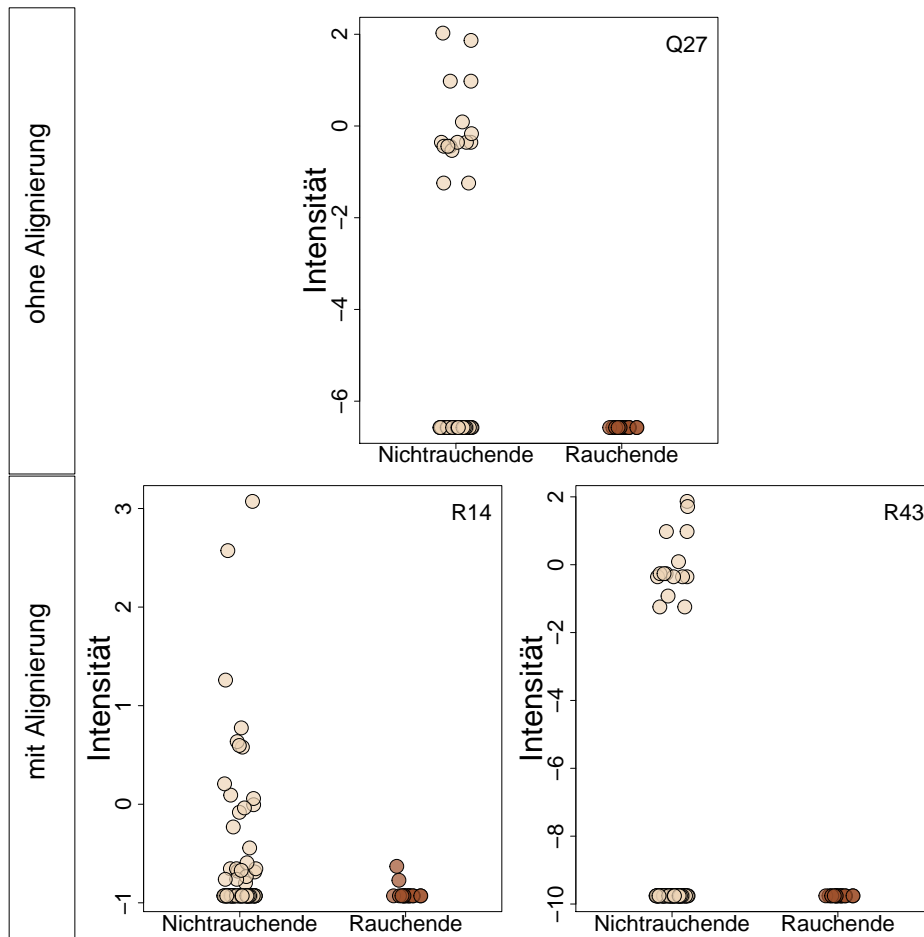 ohne Alignierung
Q27
Intensität
2
0
−2
−4
−6
Nichtrauchende
Rauchende
mit Alignierung
R14
Intensität
3
2
1
0
−1
Nichtrauchende
Rauchende
R43
Intensität
2
0
−2
−4
−6
−8
−10
Nichtrauchende
Rauchende